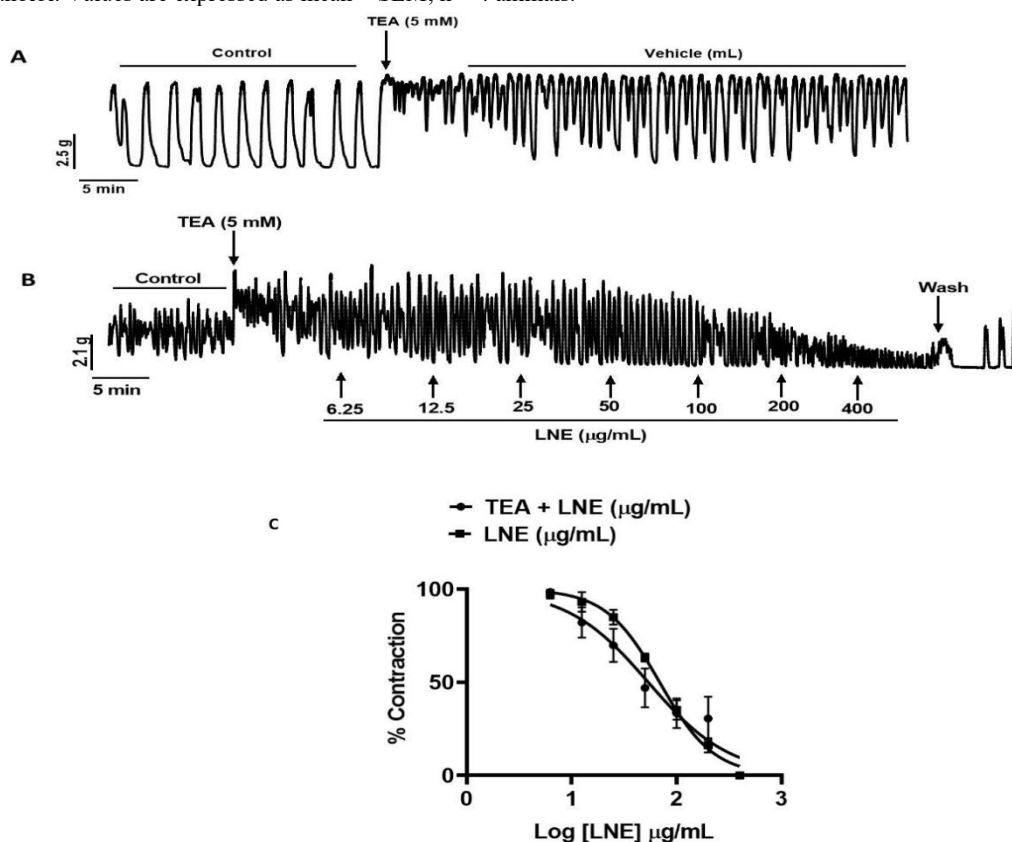 TEA (5 mM)
A
Control
Vehicle (mL)
2.5 g
5 min
TEA (5 mM)
B
Control
Wash
2.1 g
5 min
6.25 12.5 25 50 100 200 400
LNE (µg/mL)
C
TEA + LNE (µg/mL)
LNE (µg/mL)
100
50
0
% Contraction
0 1 2 3
Log [LNE] µg/mL